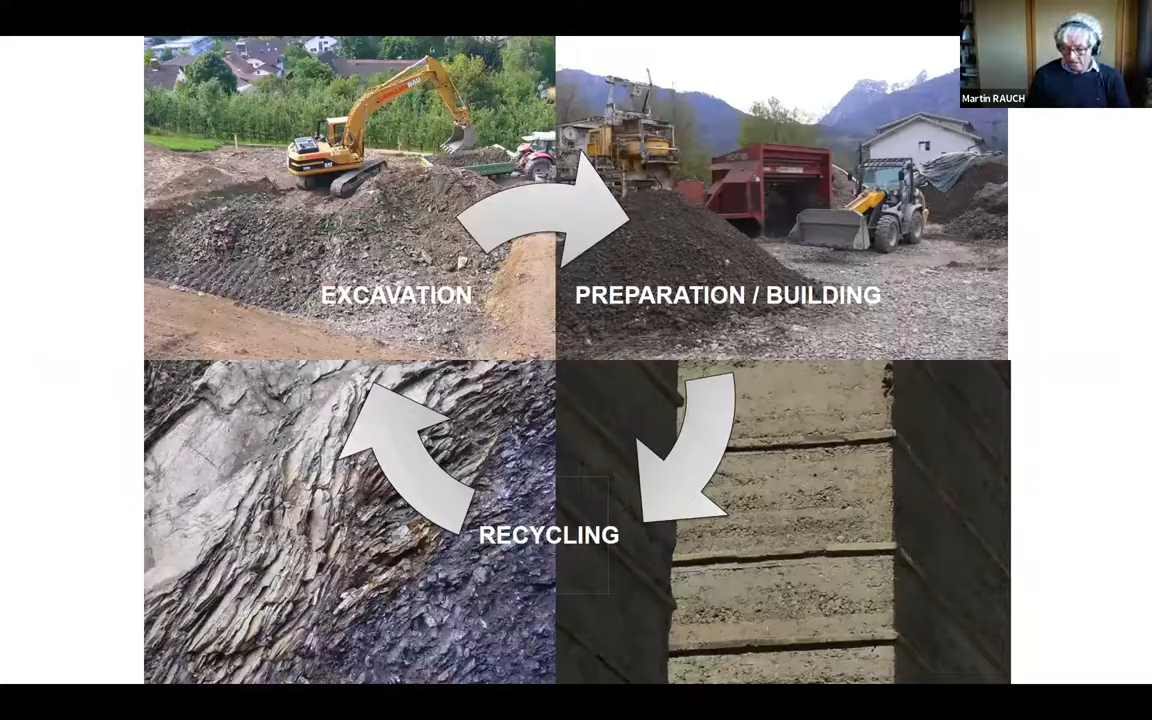 Martin RAUCH
EXCAVATION
PREPARATION / BUILDING
RECYCLING